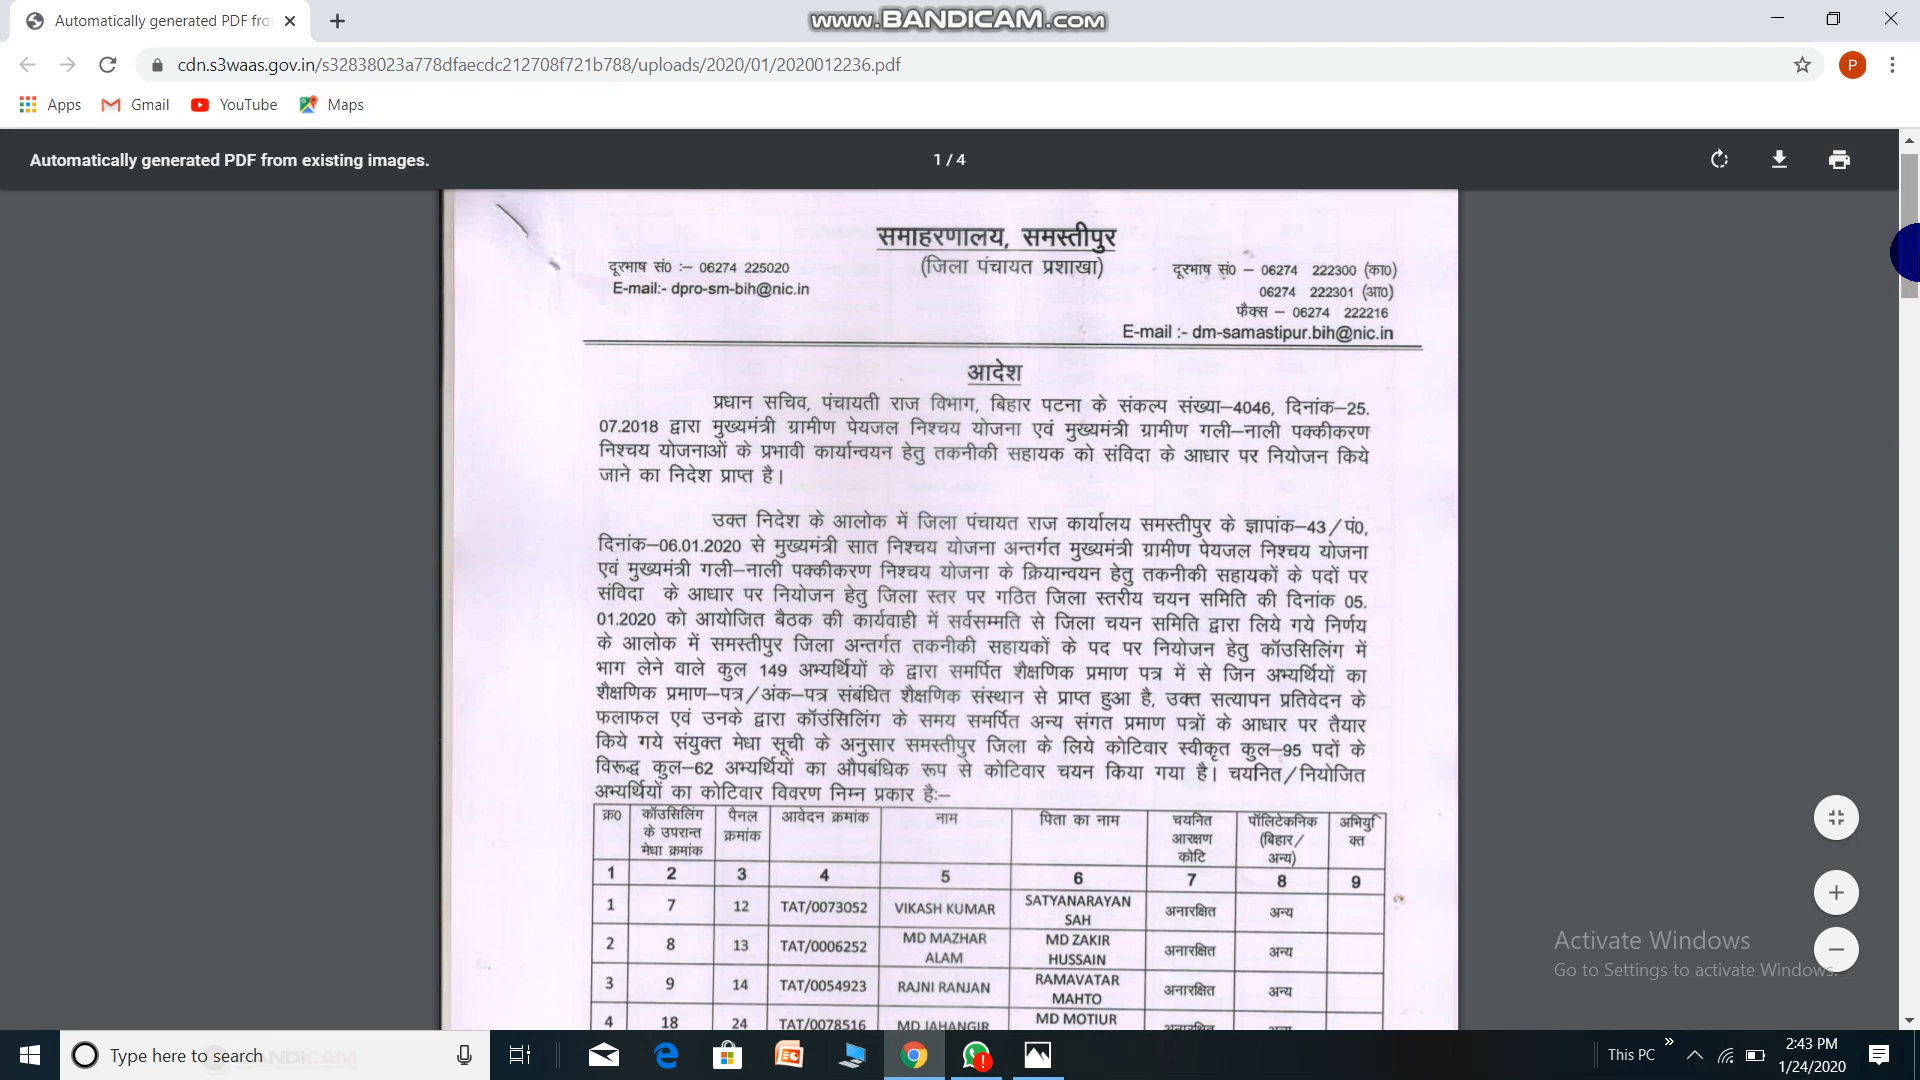 Automatically generated PDF fro
www.BANDICAM.com
cdn.s3waas.gov.in/s32838023a778dfaecdc212708f721b788/uploads/2020/01/2020012236.pdf
P
Apps Gmail YouTube Maps
Automatically generated PDF from existing images.
1 / 4
समाहरणालय, समस्तीपुर
(जिला पंचायत प्रशाखा)
दूरभाष सं0 :– 06274 225020
E-mail:- dpro-sm-bih@nic.in
दूरभाष सं0 – 06274 222300 (का0)
06274 222301 (आ0)
फैक्स – 06274 222216
E-mail :- dm-samastipur.bih@nic.in
आदेश
प्रधान सचिव, पंचायती राज विभाग, बिहार पटना के संकल्प संख्या–4046, दिनांक–25.
07.2018 द्वारा मुख्यमंत्री ग्रामीण पेयजल निश्चय योजना एवं मुख्यमंत्री ग्रामीण गली–नाली पक्कीकरण
निश्चय योजनाओं के प्रभावी कार्यान्वयन हेतु तकनीकी सहायक को संविदा के आधार पर नियोजन किये
जाने का निदेश प्राप्त है।
उक्त निदेश के आलोक में जिला पंचायत राज कार्यालय समस्तीपुर के ज्ञापांक–43/पं0,
दिनांक–06.01.2020 से मुख्यमंत्री सात निश्चय योजना अन्तर्गत मुख्यमंत्री ग्रामीण पेयजल निश्चय योजना
एवं मुख्यमंत्री गली–नाली पक्कीकरण निश्चय योजना के क्रियान्वयन हेतु तकनीकी सहायकों के पदों पर
संविदा के आधार पर नियोजन हेतु जिला स्तर पर गठित जिला स्तरीय चयन समिति की दिनांक 05.
01.2020 को आयोजित बैठक की कार्यवाही में सर्वसम्मति से जिला चयन समिति द्वारा लिये गये निर्णय
के आलोक में समस्तीपुर जिला अन्तर्गत तकनीकी सहायकों के पद पर नियोजन हेतु कॉउसिलिंग में
भाग लेने वाले कुल 149 अभ्यर्थियों के द्वारा समर्पित शैक्षणिक प्रमाण पत्र में से जिन अभ्यर्थियों का
शैक्षणिक प्रमाण–पत्र/अंक–पत्र संबंधित शैक्षणिक संस्थान से प्राप्त हुआ है, उक्त सत्यापन प्रतिवेदन के
फलाफल एवं उनके द्वारा कॉउंसिलिंग के समय समर्पित अन्य संगत प्रमाण पत्रों के आधार पर तैयार
किये गये संयुक्त मेधा सूची के अनुसार समस्तीपुर जिला के लिये कोटिवार स्वीकृत कुल–95 पदों के
विरूद्ध कुल–62 अभ्यर्थियों का औपबंधिक रूप से कोटिवार चयन किया गया है। चयनित/नियोजित
अभ्यर्थियों का कोटिवार विवरण निम्न प्रकार है:–
क्र0 कॉउसिलिंग के उपरान्त मेधा क्रमांक पैनल क्रमांक आवेदन क्रमांक नाम पिता का नाम चयनित आरक्षण कोटि पॉलिटेकनिक (बिहार/ अन्य) अभियुक्ति
1 2 3 4 5 6 7 8 9
1 7 12 TAT/0073052 VIKASH KUMAR SATYANARAYAN SAH अनारक्षित अन्य
2 8 13 TAT/0006252 MD MAZHAR ALAM MD ZAKIR HUSSAIN अनारक्षित अन्य
3 9 14 TAT/0054923 RAJNI RANJAN RAMAVATAR MAHTO अनारक्षित अन्य
4 18 24 TAT/0078516 MD JAHANGIR MD MOTIUR अनारक्षित अन्य
Activate Windows
Go to Settings to activate Windows.
Type here to search
This PC
2:43 PM
1/24/2020